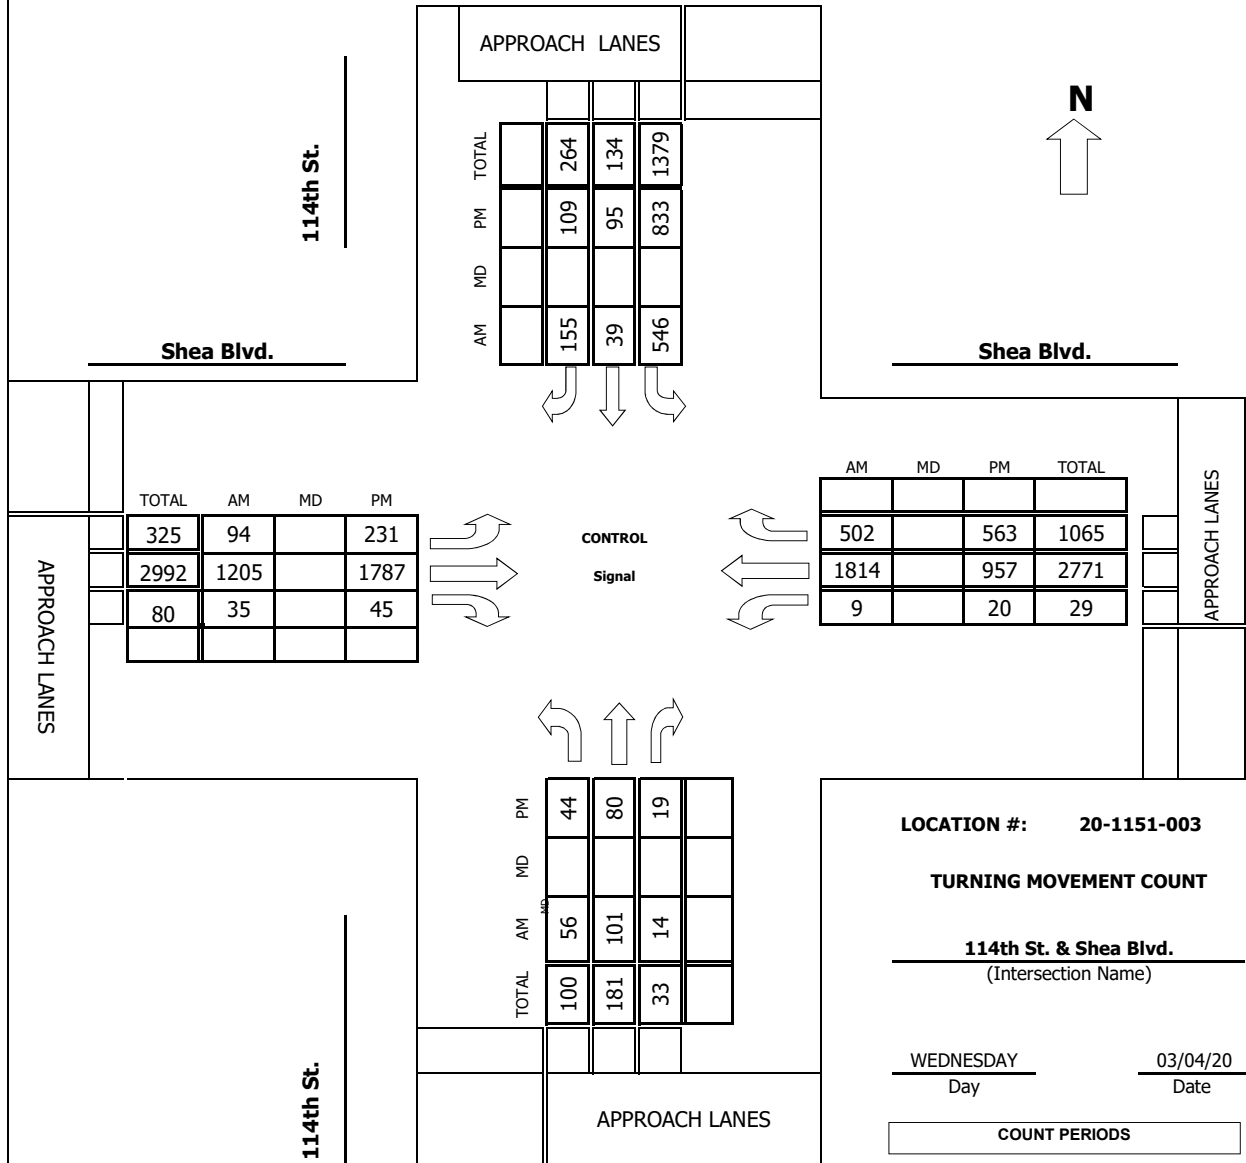 APPROACH LANES
N
114th St.
TOTAL 264 134 1379
PM 109 95 833
MD
AM 155 39 546
Shea Blvd.
Shea Blvd.
AM MD PM TOTAL
502 563 1065
1814 957 2771
9 20 29
APPROACH LANES
TOTAL AM MD PM
325 94 231
2992 1205 1787
80 35 45
APPROACH LANES
CONTROL
Signal
PM 44 80 19
MD
MD
AM 56 101 14
TOTAL 100 181 33
APPROACH LANES
114th St.
LOCATION #: 20-1151-003
TURNING MOVEMENT COUNT
114th St. & Shea Blvd.
(Intersection Name)
WEDNESDAY 03/04/20
Day Date
COUNT PERIODS